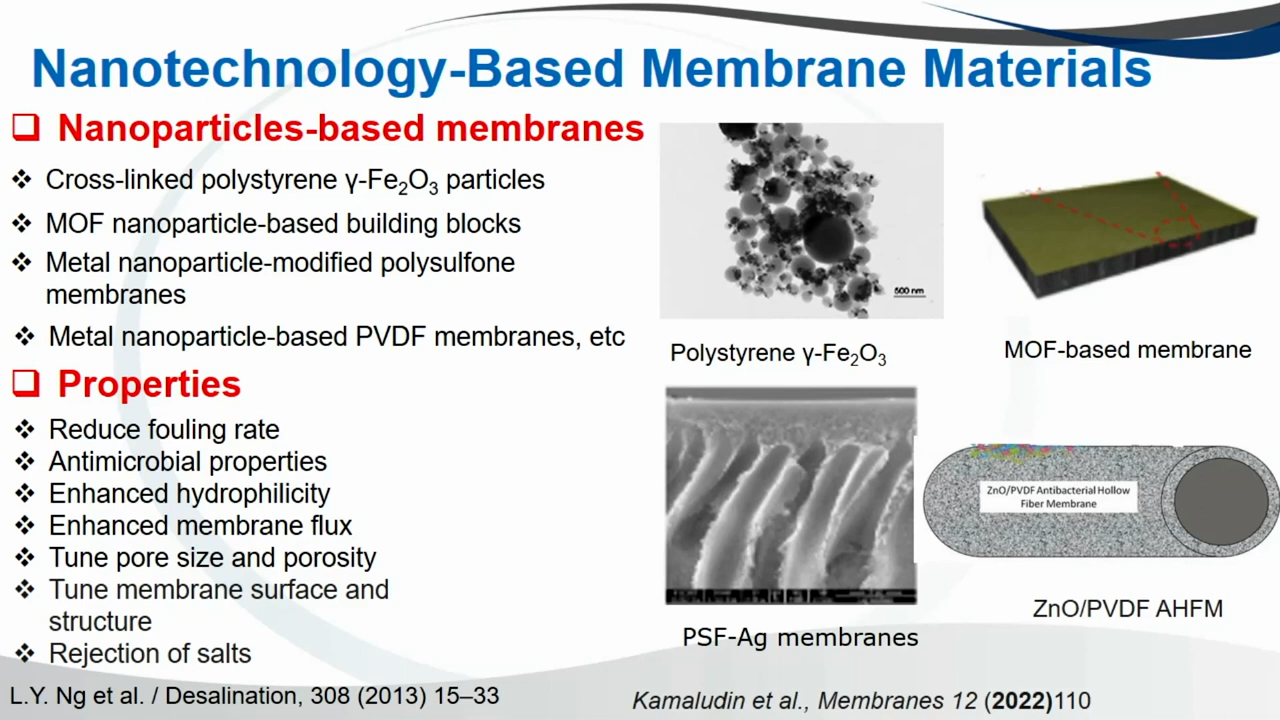 Nanotechnology-Based Membrane Materials
❑ Nanoparticles-based membranes
❖ Cross-linked polystyrene γ-Fe₂O₃ particles
❖ MOF nanoparticle-based building blocks
❖ Metal nanoparticle-modified polysulfone
membranes
❖ Metal nanoparticle-based PVDF membranes, etc
❑ Properties
❖ Reduce fouling rate
❖ Antimicrobial properties
❖ Enhanced hydrophilicity
❖ Enhanced membrane flux
❖ Tune pore size and porosity
❖ Tune membrane surface and
structure
❖ Rejection of salts
L.Y. Ng et al. / Desalination, 308 (2013) 15–33
500 nm
Polystyrene γ-Fe₂O₃
MOF-based membrane
PSF-Ag membranes
ZnO/PVDF Antibacterial Hollow
Fiber Membrane
ZnO/PVDF AHFM
Kamaludin et al., Membranes 12 (2022)110